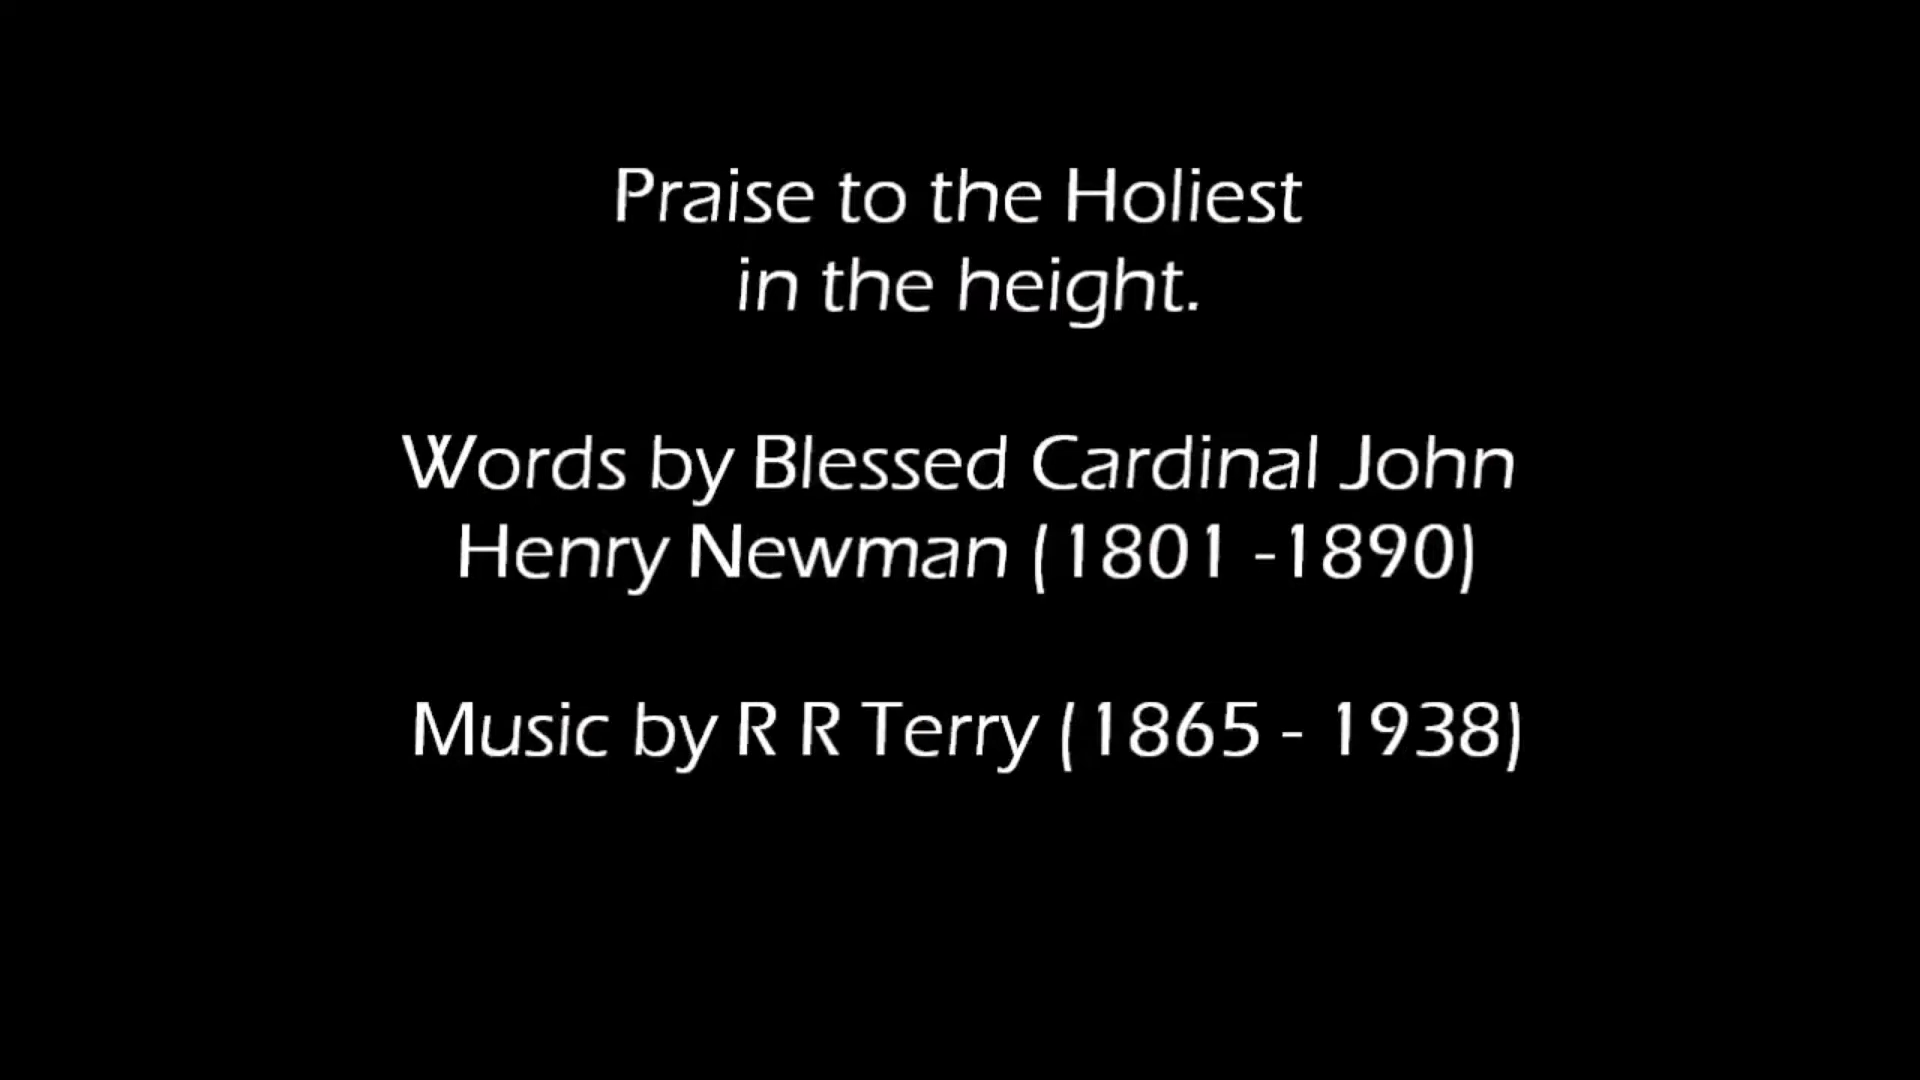 Praise to the Holiest
in the height.
Words by Blessed Cardinal John
Henry Newman (1801 -1890)
Music by R R Terry (1865 - 1938)